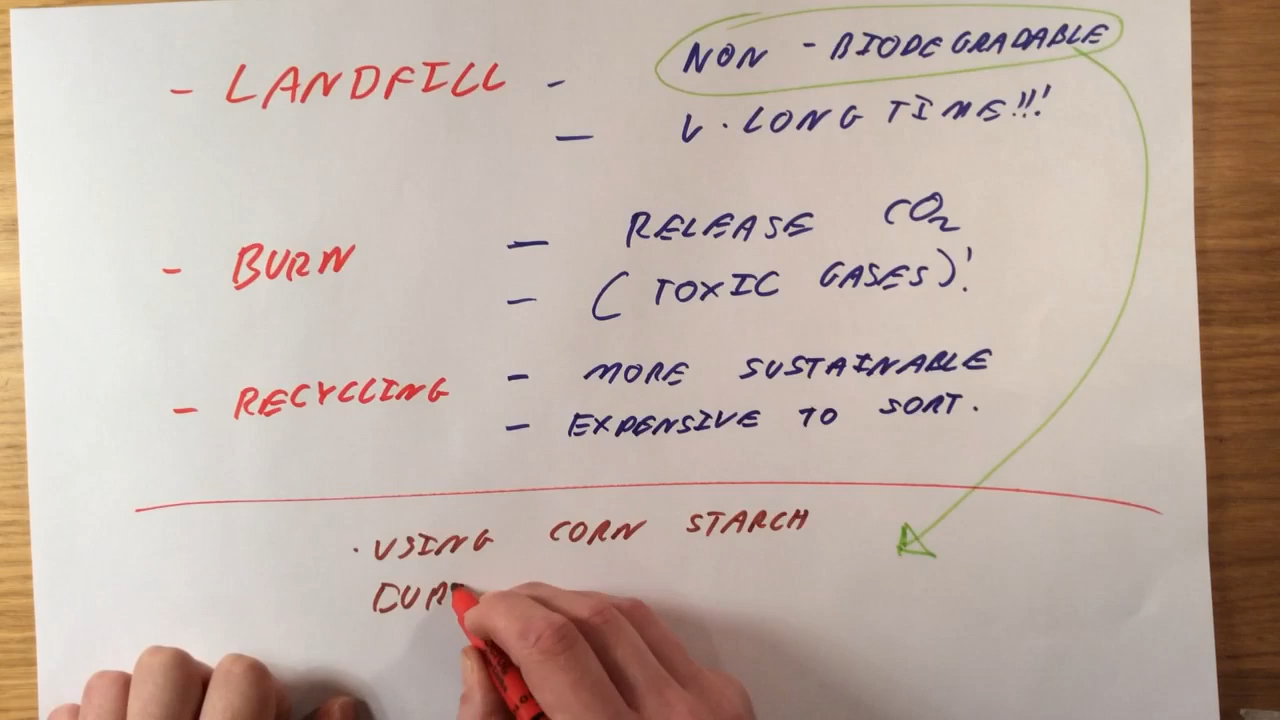 - LANDFILL - NON - BIODEGRADABLE
- V. LONG TIME!!!
- BURN - RELEASE CO₂
- (TOXIC GASES)!
- RECYCLING - MORE SUSTAINABLE
- EXPENSIVE TO SORT.
. USING CORN STARCH
DUR